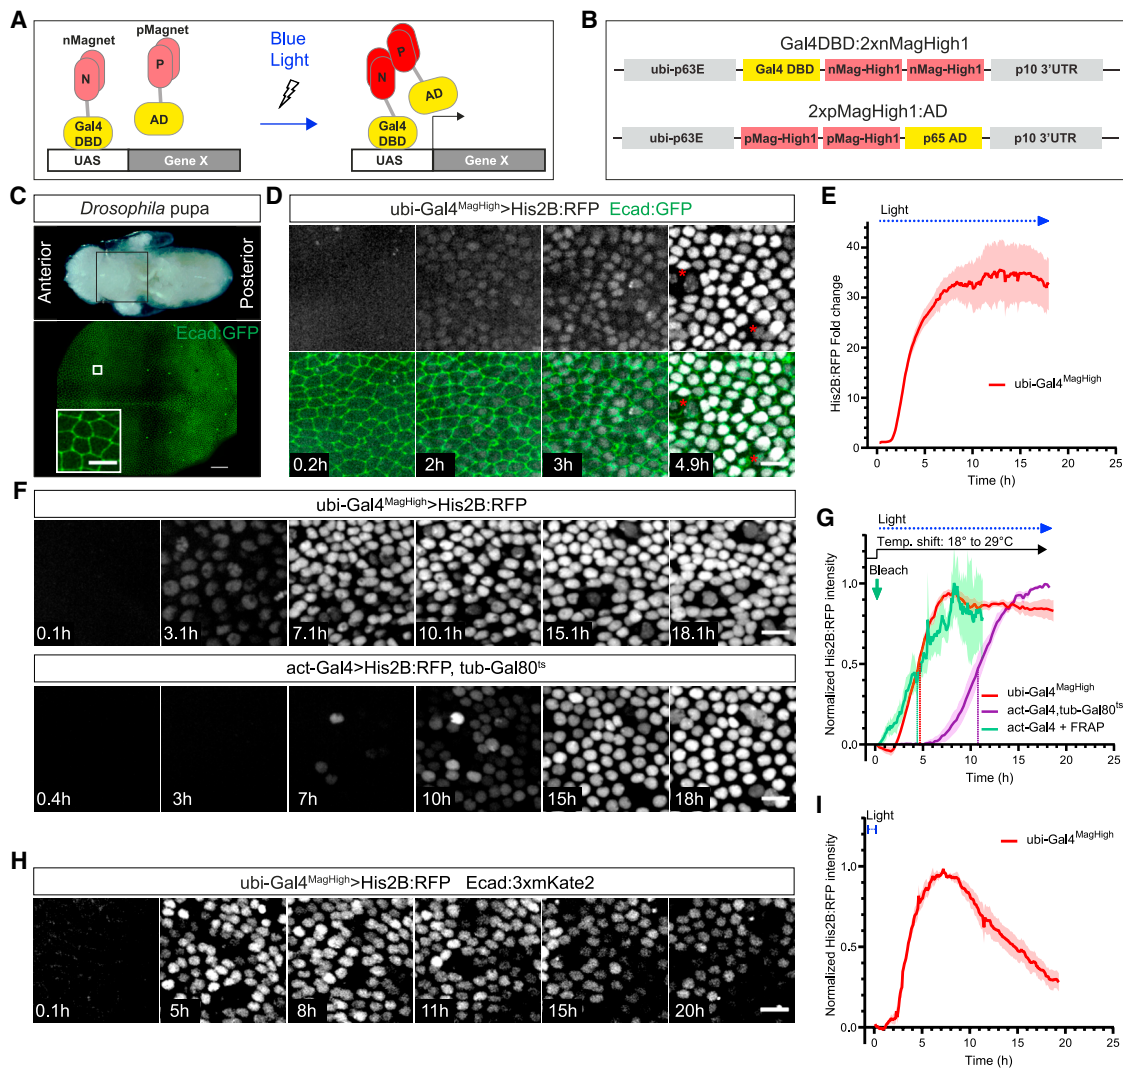 A
nMagnet
pMagnet
N
P
Gal4
DBD
AD
UAS
Gene X
Blue
Light
N
P
AD
Gal4
DBD
UAS
Gene X
B
Gal4DBD:2xnMagHigh1
ubi-p63E
Gal4 DBD
nMag-High1
nMag-High1
p10 3'UTR
2xpMagHigh1:AD
ubi-p63E
pMag-High1
pMag-High1
p65 AD
p10 3'UTR
C
Drosophila pupa
Anterior
Posterior
Ecad:GFP
D
ubi-Gal4MagHigh>His2B:RFP Ecad:GFP
*
*
*
*
0.2h
2h
3h
4.9h
E
Light
His2B:RFP Fold change
40
30
20
10
0
ubi-Gal4MagHigh
0
5
10
15
20
25
Time (h)
F
ubi-Gal4MagHigh>His2B:RFP
0.1h
3.1h
7.1h
10.1h
15.1h
18.1h
act-Gal4>His2B:RFP, tub-Gal80ts
0.4h
3h
7h
10h
15h
18h
G
Light
Temp. shift: 18° to 29°C
Bleach
Normalized His2B:RFP intensity
1.0
0.5
0.0
ubi-Gal4MagHigh
act-Gal4,tub-Gal80ts
act-Gal4 + FRAP
0
5
10
15
20
25
Time (h)
H
ubi-Gal4MagHigh>His2B:RFP Ecad:3xmKate2
0.1h
5h
8h
11h
15h
20h
I
Light
Normalized His2B:RFP intensity
1.0
0.5
0.0
ubi-Gal4MagHigh
0
5
10
15
20
25
Time (h)